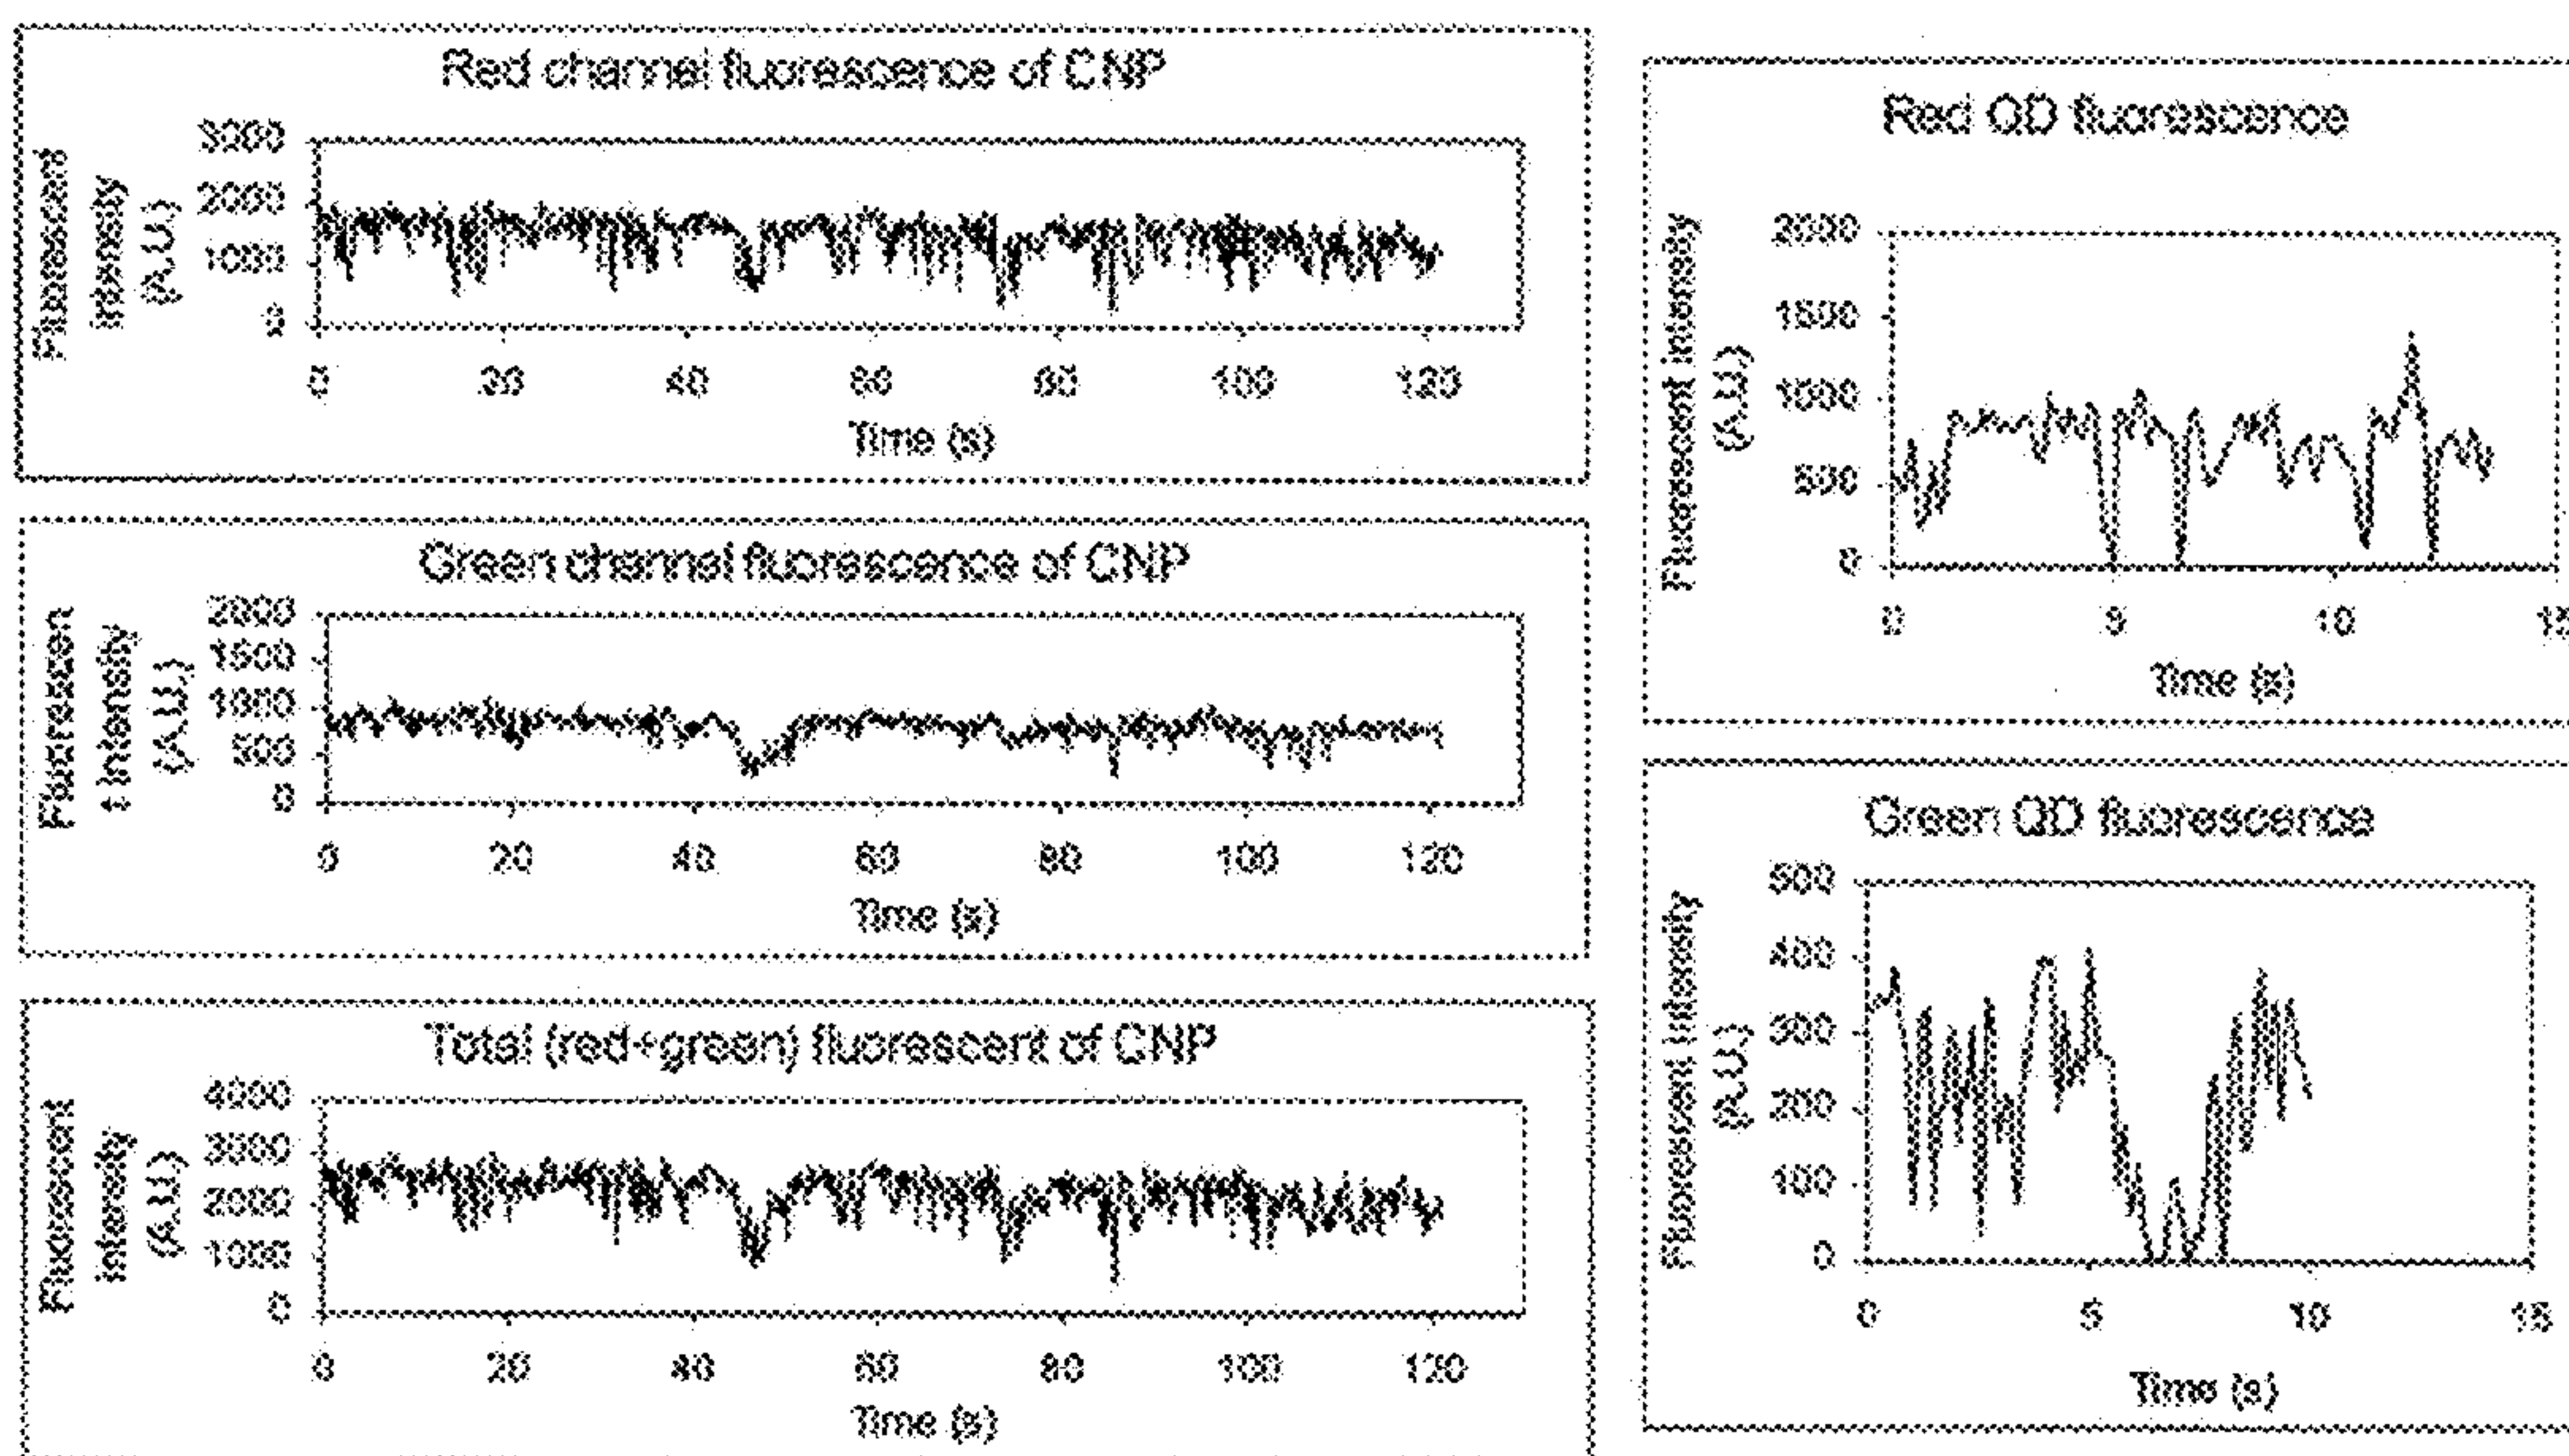 Red channel fluorescence of CNP
Fluorescent
Intensity
(A.U.)
3000
2000
1000
0
0 20 40 60 80 100 120
Time (s)
Green channel fluorescence of CNP
Fluorescen
t Intensity
(A.U.)
2000
1500
1000
500
0
0 20 40 60 80 100 120
Time (s)
Total (red+green) fluorescent of CNP
Fluorescent
Intensity
(A.U.)
4000
3000
2000
1000
0
0 20 40 60 80 100 120
Time (s)
Red QD fluorescence
Fluorescent intensity
(A.U.)
2000
1500
1000
500
0
0 5 10 15
Time (s)
Green QD fluorescence
Fluorescent intensity
(A.U.)
500
400
300
200
100
0
0 5 10 15
Time (s)